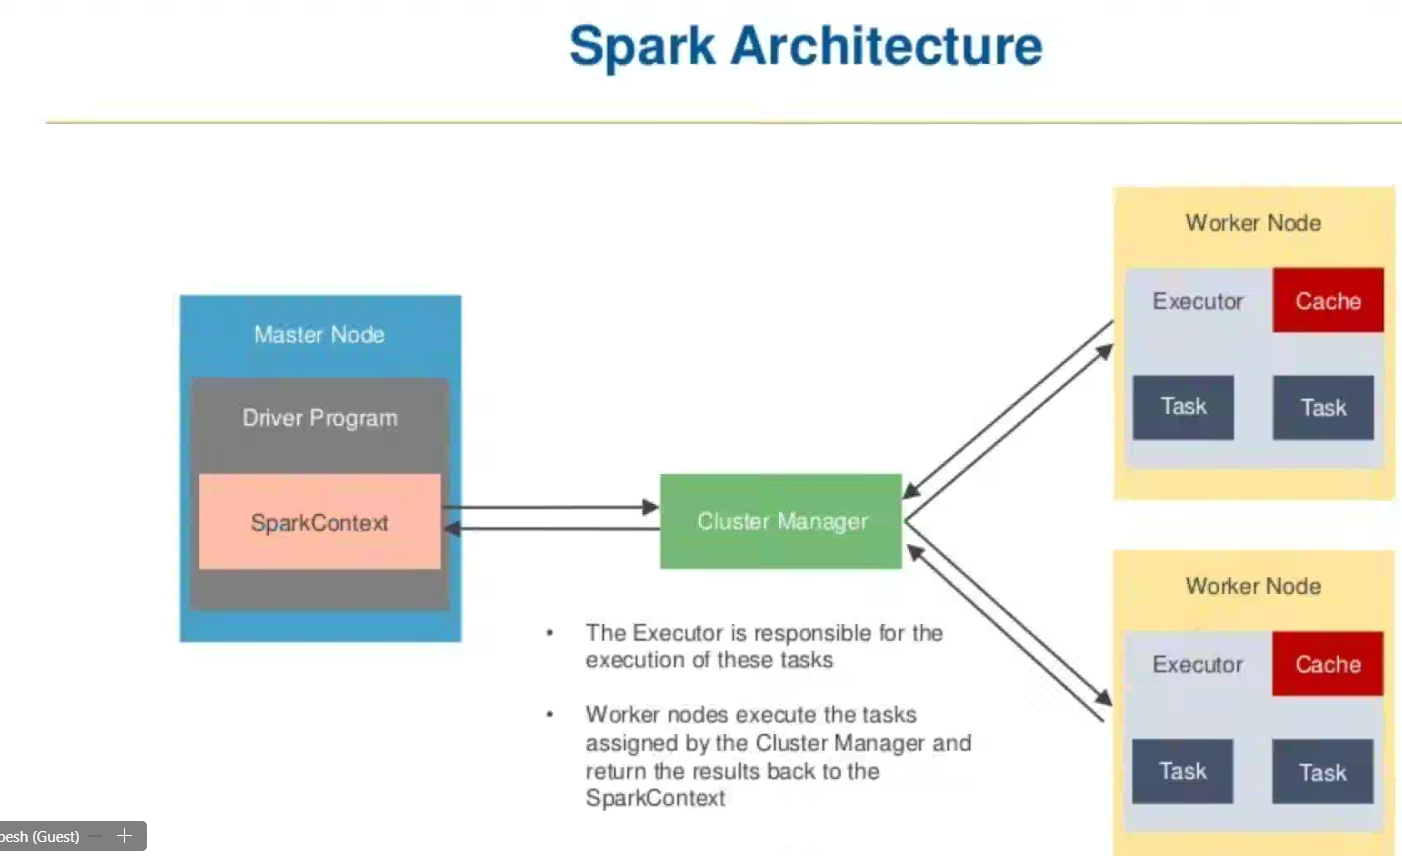 Spark Architecture
Master Node
Driver Program
SparkContext
Cluster Manager
Worker Node
Executor
Cache
Task
Task
Worker Node
Executor
Cache
Task
Task
• The Executor is responsible for the
execution of these tasks
• Worker nodes execute the tasks
assigned by the Cluster Manager and
return the results back to the
SparkContext
(Guest)